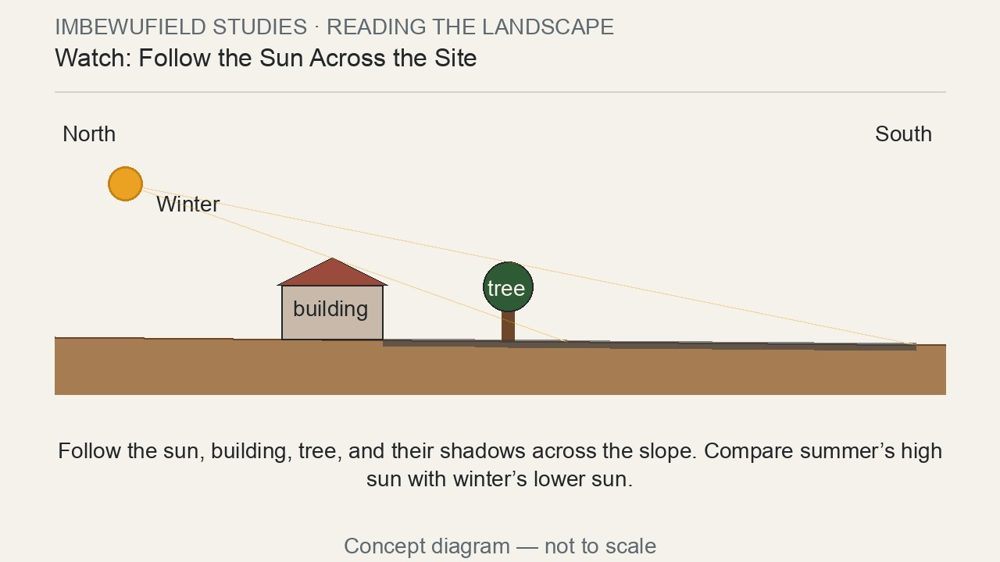 IMBEWUFIELD STUDIES · READING THE LANDSCAPE
Watch: Follow the Sun Across the Site
North
South
Winter
building
tree
Follow the sun, building, tree, and their shadows across the slope. Compare summer’s high
sun with winter’s lower sun.
Concept diagram — not to scale